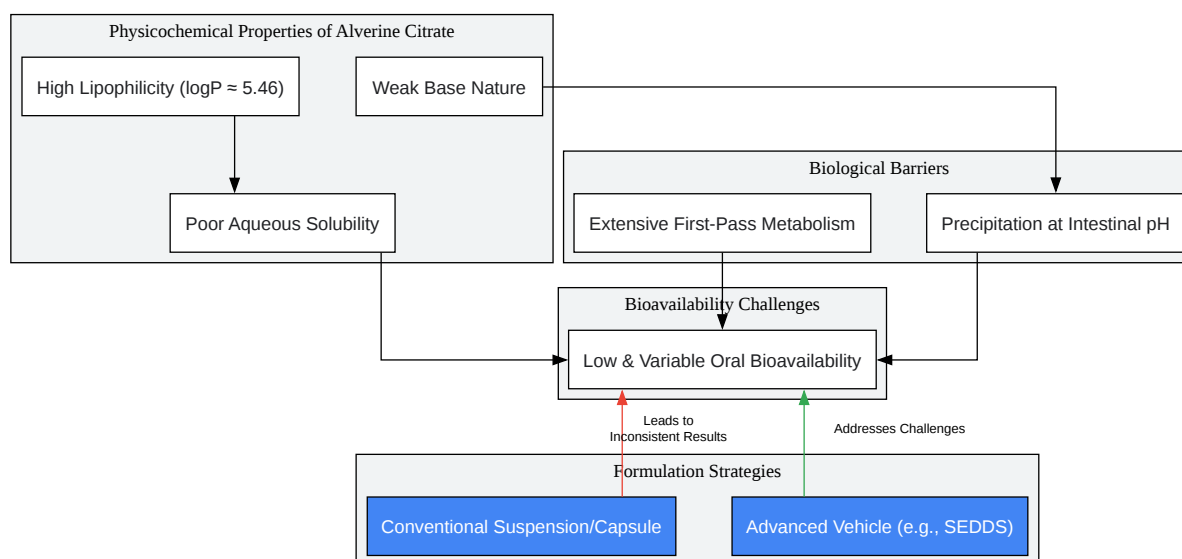 Physicochemical Properties of Alverine Citrate
High Lipophilicity (logP ≈ 5.46)
Weak Base Nature
Poor Aqueous Solubility
Biological Barriers
Extensive First-Pass Metabolism
Precipitation at Intestinal pH
Bioavailability Challenges
Low & Variable Oral Bioavailability
Leads to
Inconsistent Results
Addresses Challenges
Formulation Strategies
Conventional Suspension/Capsule
Advanced Vehicle (e.g., SEDDS)